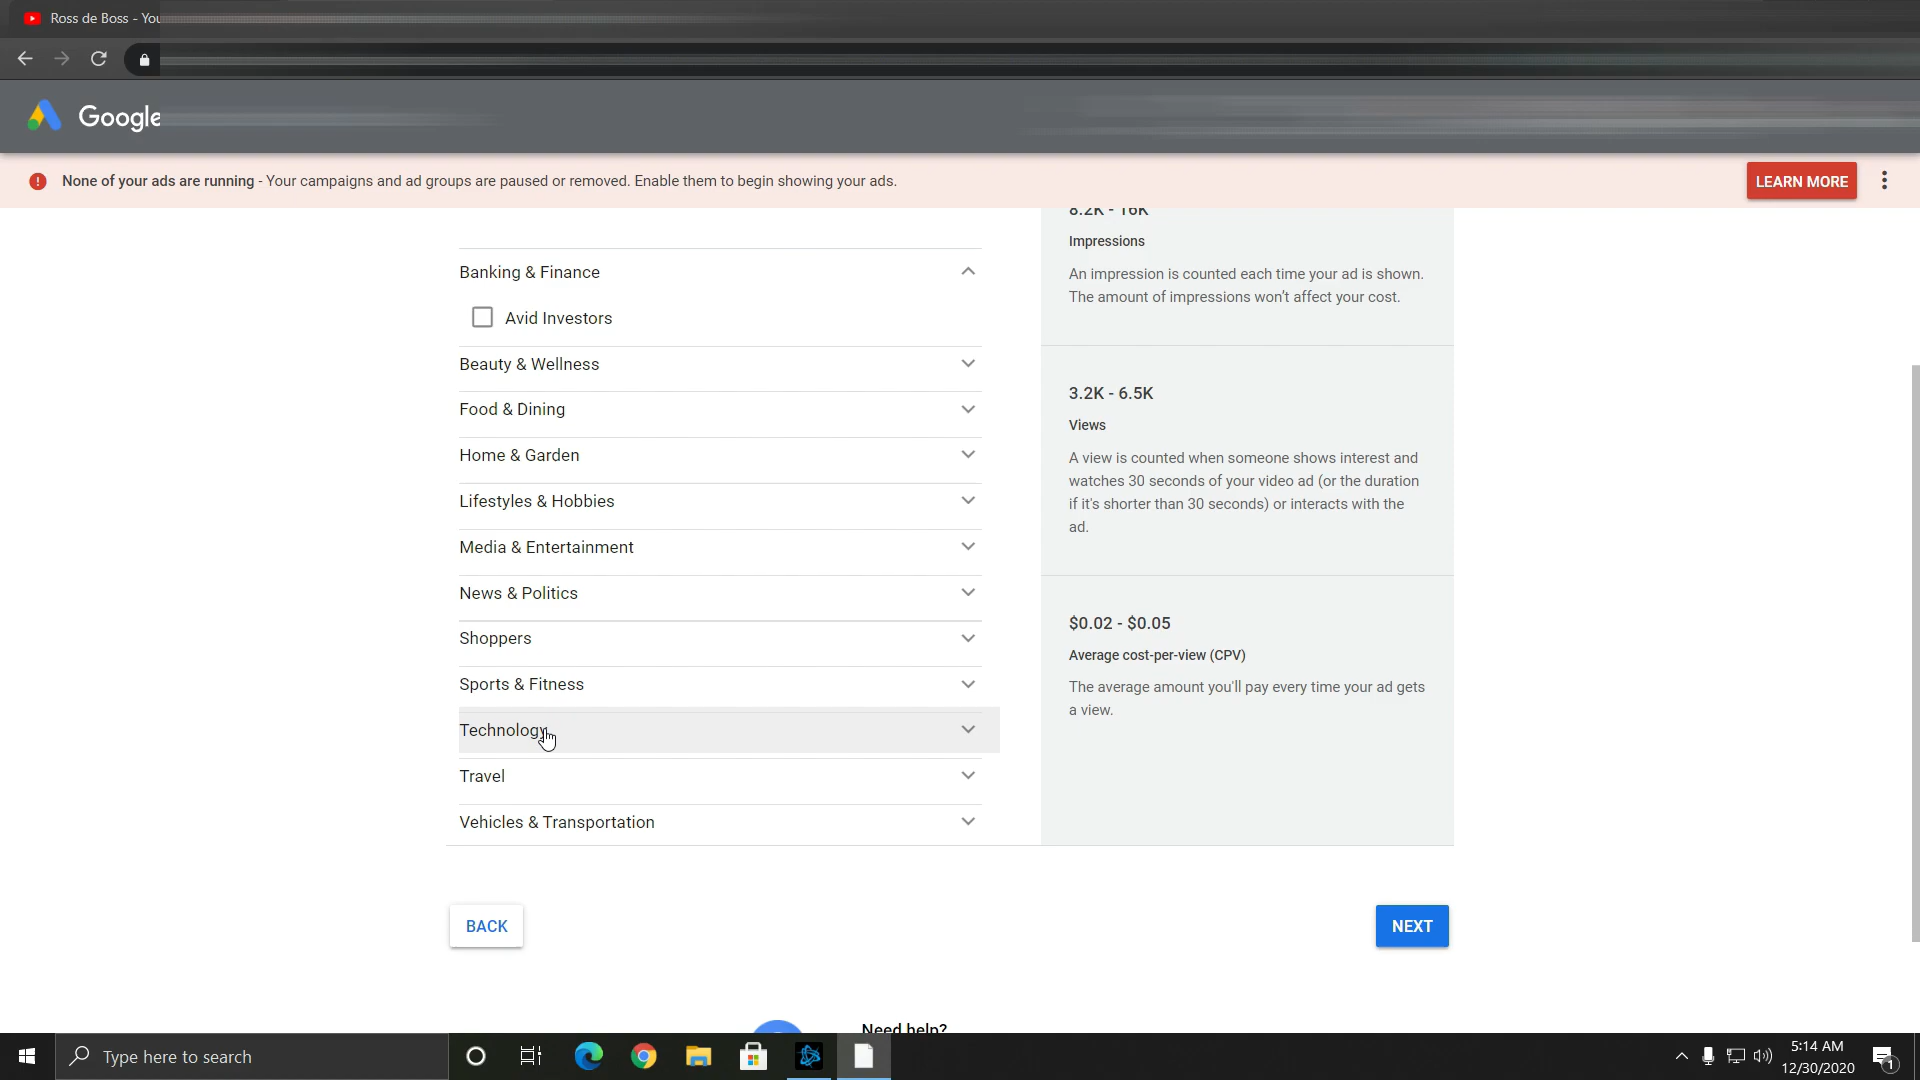 Ross de Boss - You
Google
None of your ads are running - Your campaigns and ad groups are paused or removed. Enable them to begin showing your ads.
LEARN MORE
8.2K - 16K
Impressions
An impression is counted each time your ad is shown.
The amount of impressions won't affect your cost.
Banking & Finance
Avid Investors
Beauty & Wellness
Food & Dining
Home & Garden
Lifestyles & Hobbies
Media & Entertainment
News & Politics
Shoppers
Sports & Fitness
Technology
Travel
Vehicles & Transportation
3.2K - 6.5K
Views
A view is counted when someone shows interest and
watches 30 seconds of your video ad (or the duration
if it's shorter than 30 seconds) or interacts with the
ad.
$0.02 - $0.05
Average cost-per-view (CPV)
The average amount you'll pay every time your ad gets
a view.
BACK
NEXT
Need help?
Type here to search
5:14 AM
12/30/2020
1